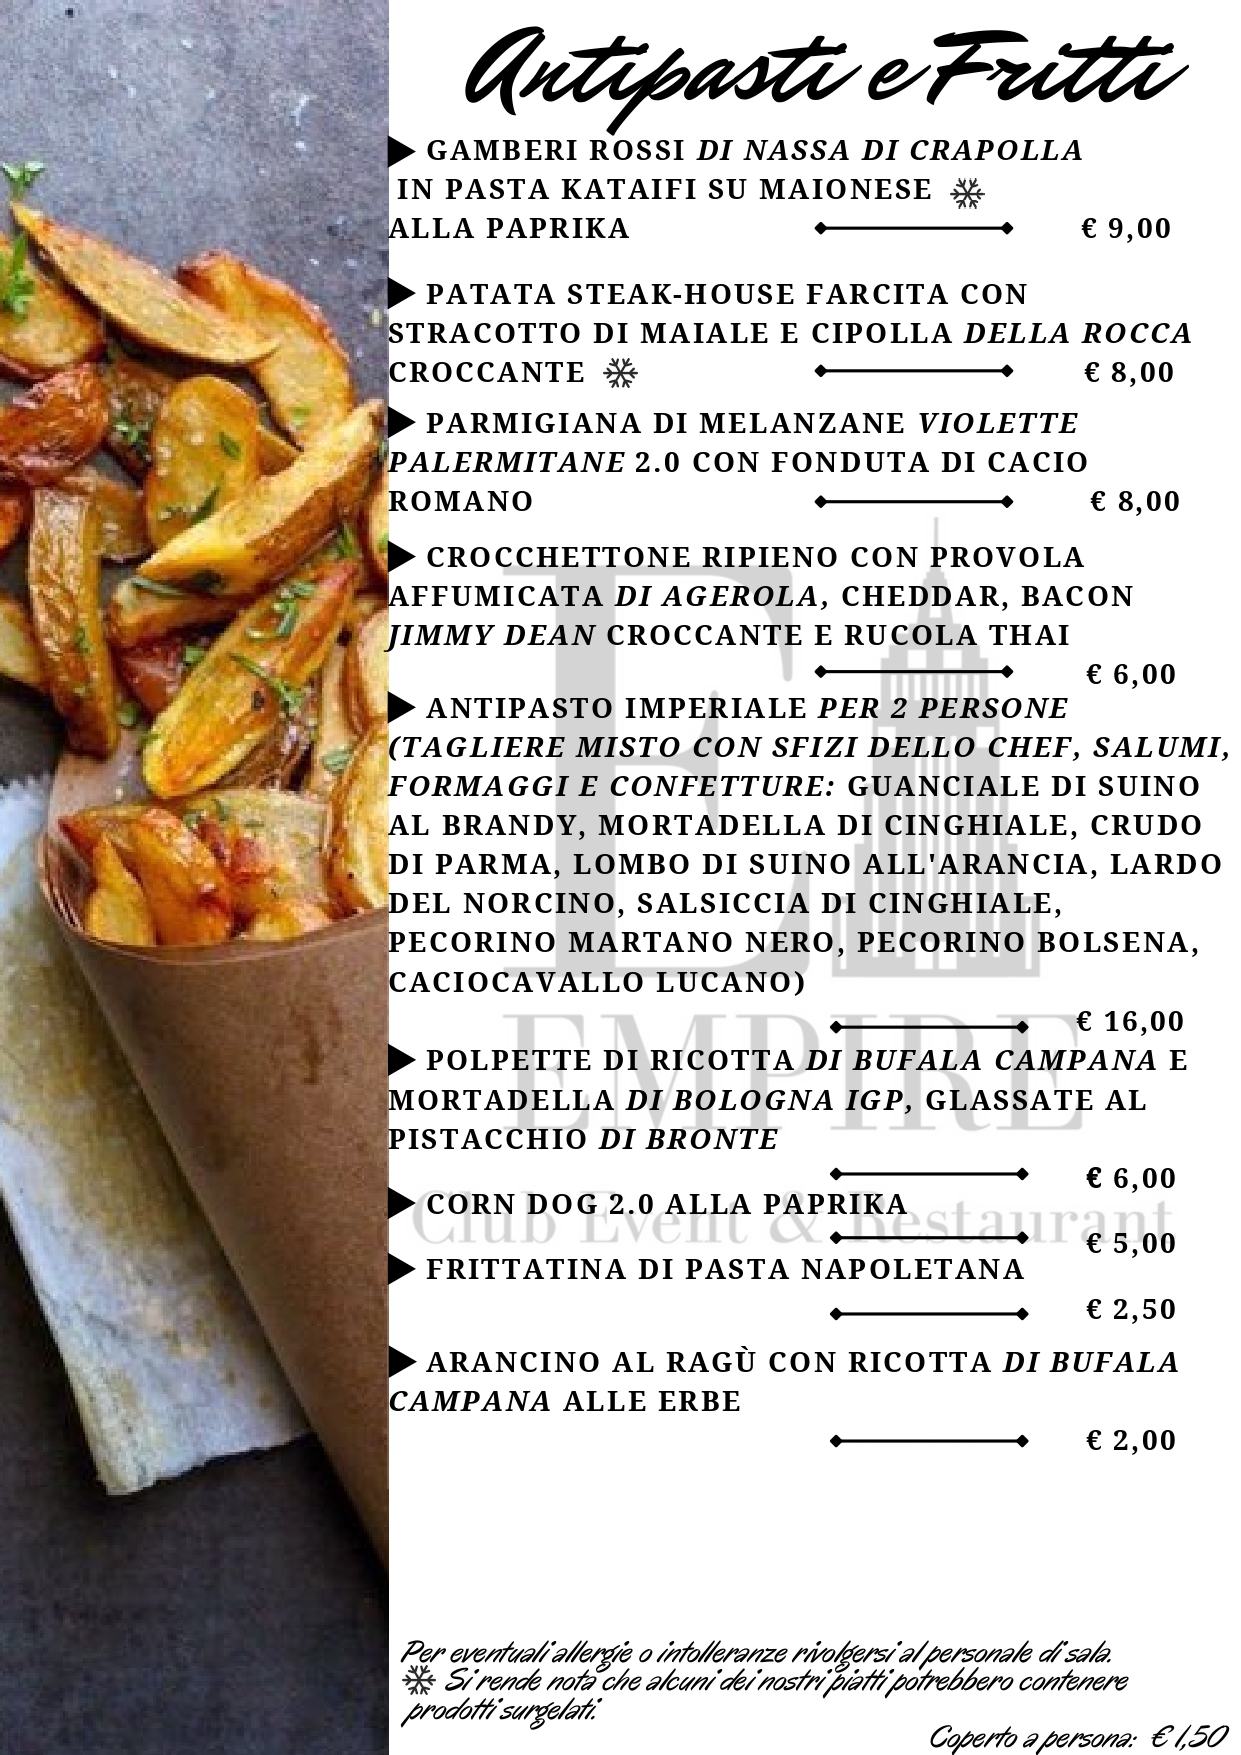 Antipasti e Fritti
GAMBERI ROSSI DI NASSA DI CRAPOLLA
IN PASTA KATAIFI SU MAIONESE
ALLA PAPRIKA € 9,00
PATATA STEAK-HOUSE FARCITA CON
STRACOTTO DI MAIALE E CIPOLLA DELLA ROCCA
CROCCANTE € 8,00
PARMIGIANA DI MELANZANE VIOLETTE
PALERMITANE 2.0 CON FONDUTA DI CACIO
ROMANO € 8,00
CROCCHETTONE RIPIENO CON PROVOLA
AFFUMICATA DI AGEROLA, CHEDDAR, BACON
JIMMY DEAN CROCCANTE E RUCOLA THAI
€ 6,00
ANTIPASTO IMPERIALE PER 2 PERSONE
(TAGLIERE MISTO CON SFIZI DELLO CHEF, SALUMI,
FORMAGGI E CONFETTURE: GUANCIALE DI SUINO
AL BRANDY, MORTADELLA DI CINGHIALE, CRUDO
DI PARMA, LOMBO DI SUINO ALL'ARANCIA, LARDO
DEL NORCINO, SALSICCIA DI CINGHIALE,
PECORINO MARTANO NERO, PECORINO BOLSENA,
CACIOCAVALLO LUCANO)
€ 16,00
POLPETTE DI RICOTTA DI BUFALA CAMPANA E
MORTADELLA DI BOLOGNA IGP, GLASSATE AL
PISTACCHIO DI BRONTE
€ 6,00
CORN DOG 2.0 ALLA PAPRIKA
€ 5,00
FRITTATINA DI PASTA NAPOLETANA
€ 2,50
ARANCINO AL RAGÙ CON RICOTTA DI BUFALA
CAMPANA ALLE ERBE
€ 2,00
E
EMPIRE
Club Event & Restaurant
Per eventuali allergie o intolleranze rivolgersi al personale di sala.
Si rende nota che alcuni dei nostri piatti potrebbero contenere
prodotti surgelati.
Coperto a persona: € 1,50